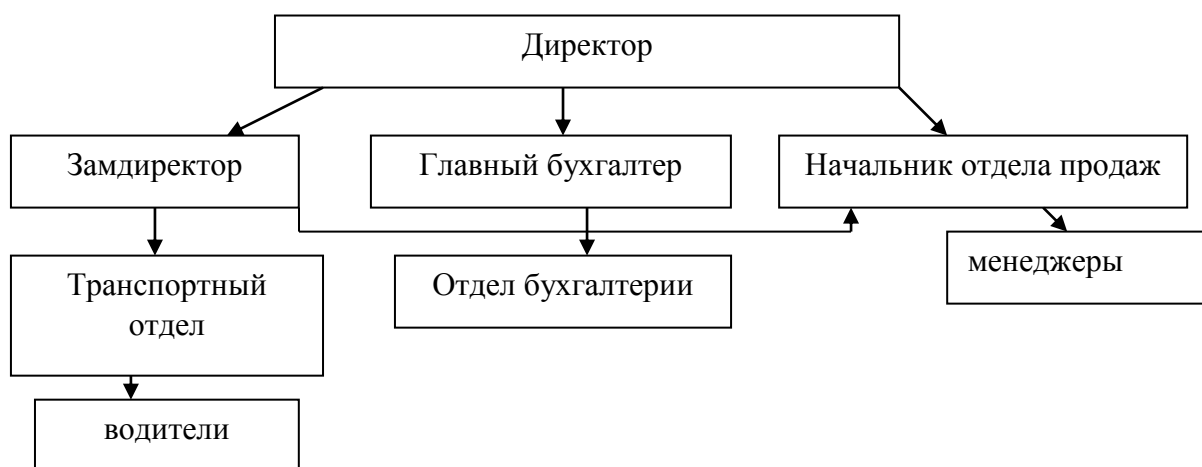 Директор
Замдиректор
Главный бухгалтер
Начальник отдела продаж
Транспортный
отдел
Отдел бухгалтерии
менеджеры
водители